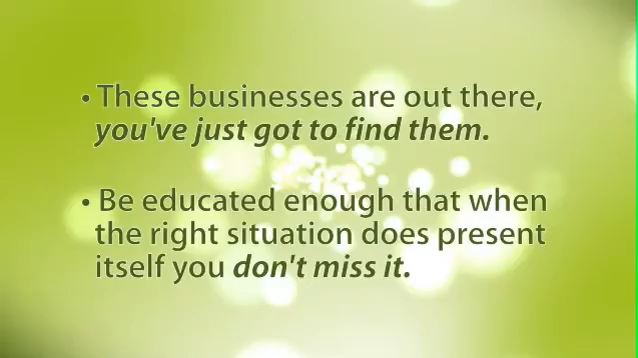 • These businesses are out there,
you've just got to find them.
• Be educated enough that when
the right situation does present
itself you don't miss it.